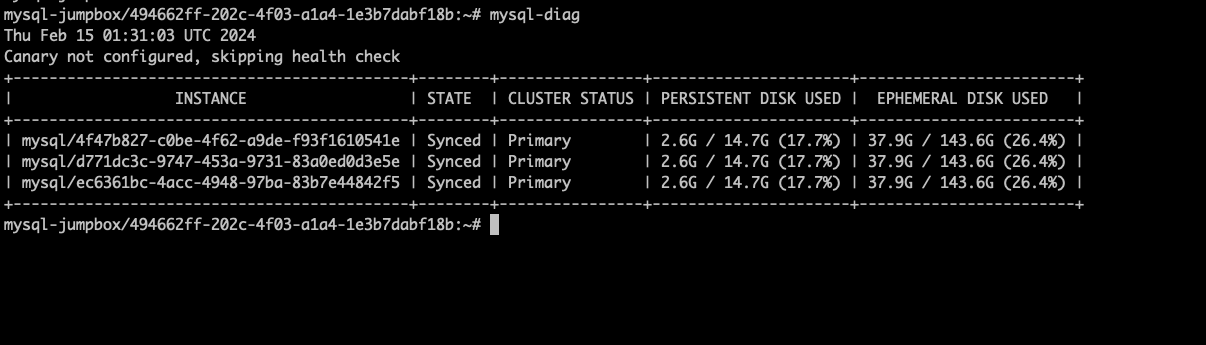 mysql-jumpbox/494662ff-202c-4f03-a1a4-1e3b7dabf18b:~# mysql-diag
Thu Feb 15 01:31:03 UTC 2024
Canary not configured, skipping health check
+--------------------------------------------+--------+----------------+----------------------+------------------------+
|                  INSTANCE                  | STATE  | CLUSTER STATUS | PERSISTENT DISK USED |  EPHEMERAL DISK USED   |
+--------------------------------------------+--------+----------------+----------------------+------------------------+
| mysql/4f47b827-c0be-4f62-a9de-f93f1610541e | Synced | Primary        | 2.6G / 14.7G (17.7%) | 37.9G / 143.6G (26.4%) |
| mysql/d771dc3c-9747-453a-9731-83a0ed0d3e5e | Synced | Primary        | 2.6G / 14.7G (17.7%) | 37.9G / 143.6G (26.4%) |
| mysql/ec6361bc-4acc-4948-97ba-83b7e44842f5 | Synced | Primary        | 2.6G / 14.7G (17.7%) | 37.9G / 143.6G (26.4%) |
+--------------------------------------------+--------+----------------+----------------------+------------------------+
mysql-jumpbox/494662ff-202c-4f03-a1a4-1e3b7dabf18b:~#